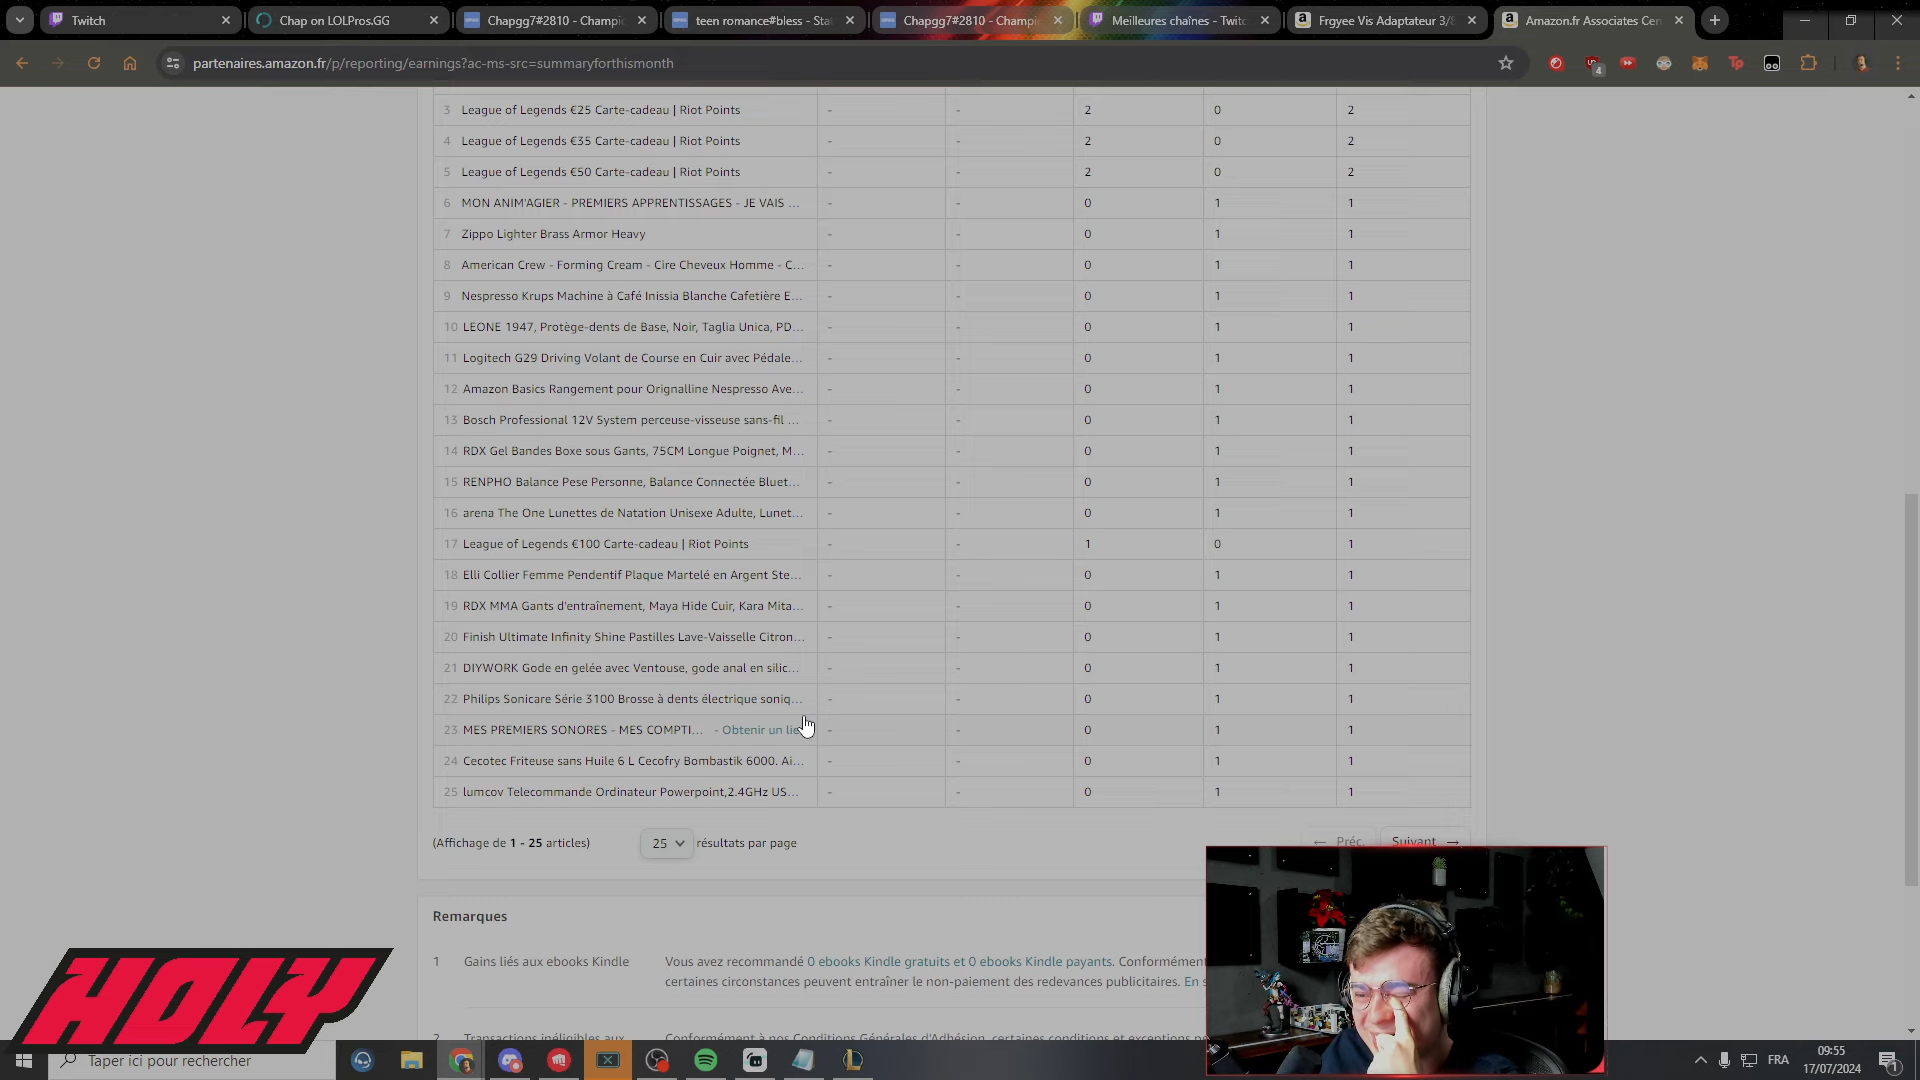 Twitch
Chap on LOLPros.GG
Chapgg7#2810 - Champi
teen romance#bless - Sta
Chapgg7#2810 - Champi
Meilleures chaînes - Twitc
Frgyee Vis Adaptateur 3/8
Amazon.fr Associates Cen
partenaires.amazon.fr/p/reporting/earnings?ac-ms-src=summaryforthismonth
4
3 League of Legends €25 Carte-cadeau | Riot Points - - 2 0 2
4 League of Legends €35 Carte-cadeau | Riot Points - - 2 0 2
5 League of Legends €50 Carte-cadeau | Riot Points - - 2 0 2
6 MON ANIM'AGIER - PREMIERS APPRENTISSAGES - JE VAIS ... - - 0 1 1
7 Zippo Lighter Brass Armor Heavy - - 0 1 1
8 American Crew - Forming Cream - Cire Cheveux Homme - C... - - 0 1 1
9 Nespresso Krups Machine à Café Inissia Blanche Cafetière E... - - 0 1 1
10 LEONE 1947, Protège-dents de Base, Noir, Taglia Unica, PD... - - 0 1 1
11 Logitech G29 Driving Volant de Course en Cuir avec Pédale... - - 0 1 1
12 Amazon Basics Rangement pour Orignalline Nespresso Ave... - - 0 1 1
13 Bosch Professional 12V System perceuse-visseuse sans-fil ... - - 0 1 1
14 RDX Gel Bandes Boxe sous Gants, 75CM Longue Poignet, M... - - 0 1 1
15 RENPHO Balance Pese Personne, Balance Connectée Bluet... - - 0 1 1
16 arena The One Lunettes de Natation Unisexe Adulte, Lunet... - - 0 1 1
17 League of Legends €100 Carte-cadeau | Riot Points - - 1 0 1
18 Elli Collier Femme Pendentif Plaque Martelé en Argent Ste... - - 0 1 1
19 RDX MMA Gants d'entraînement, Maya Hide Cuir, Kara Mita... - - 0 1 1
20 Finish Ultimate Infinity Shine Pastilles Lave-Vaisselle Citron... - - 0 1 1
21 DIYWORK Gode en gelée avec Ventouse, gode anal en silic... - - 0 1 1
22 Philips Sonicare Série 3100 Brosse à dents électrique soniq... - - 0 1 1
23 MES PREMIERS SONORES - MES COMPTI... - Obtenir un lie - - 0 1 1
24 Cecotec Friteuse sans Huile 6 L Cecofry Bombastik 6000. Ai... - - 0 1 1
25 lumcov Telecommande Ordinateur Powerpoint,2.4GHz US... - - 0 1 1
(Affichage de 1 - 25 articles) 25 résultats par page ← Préc. Suivant →
Remarques
1 Gains liés aux ebooks Kindle Vous avez recommandé 0 ebooks Kindle gratuits et 0 ebooks Kindle payants. Conformément
certaines circonstances peuvent entraîner le non-paiement des redevances publicitaires. En s
2 Transactions inéligibles aux Conformément à nos Conditions Générales d'Adhésion, certaines conditions et exceptions
HOLY
Taper ici pour rechercher
FRA
09:55
17/07/2024
1